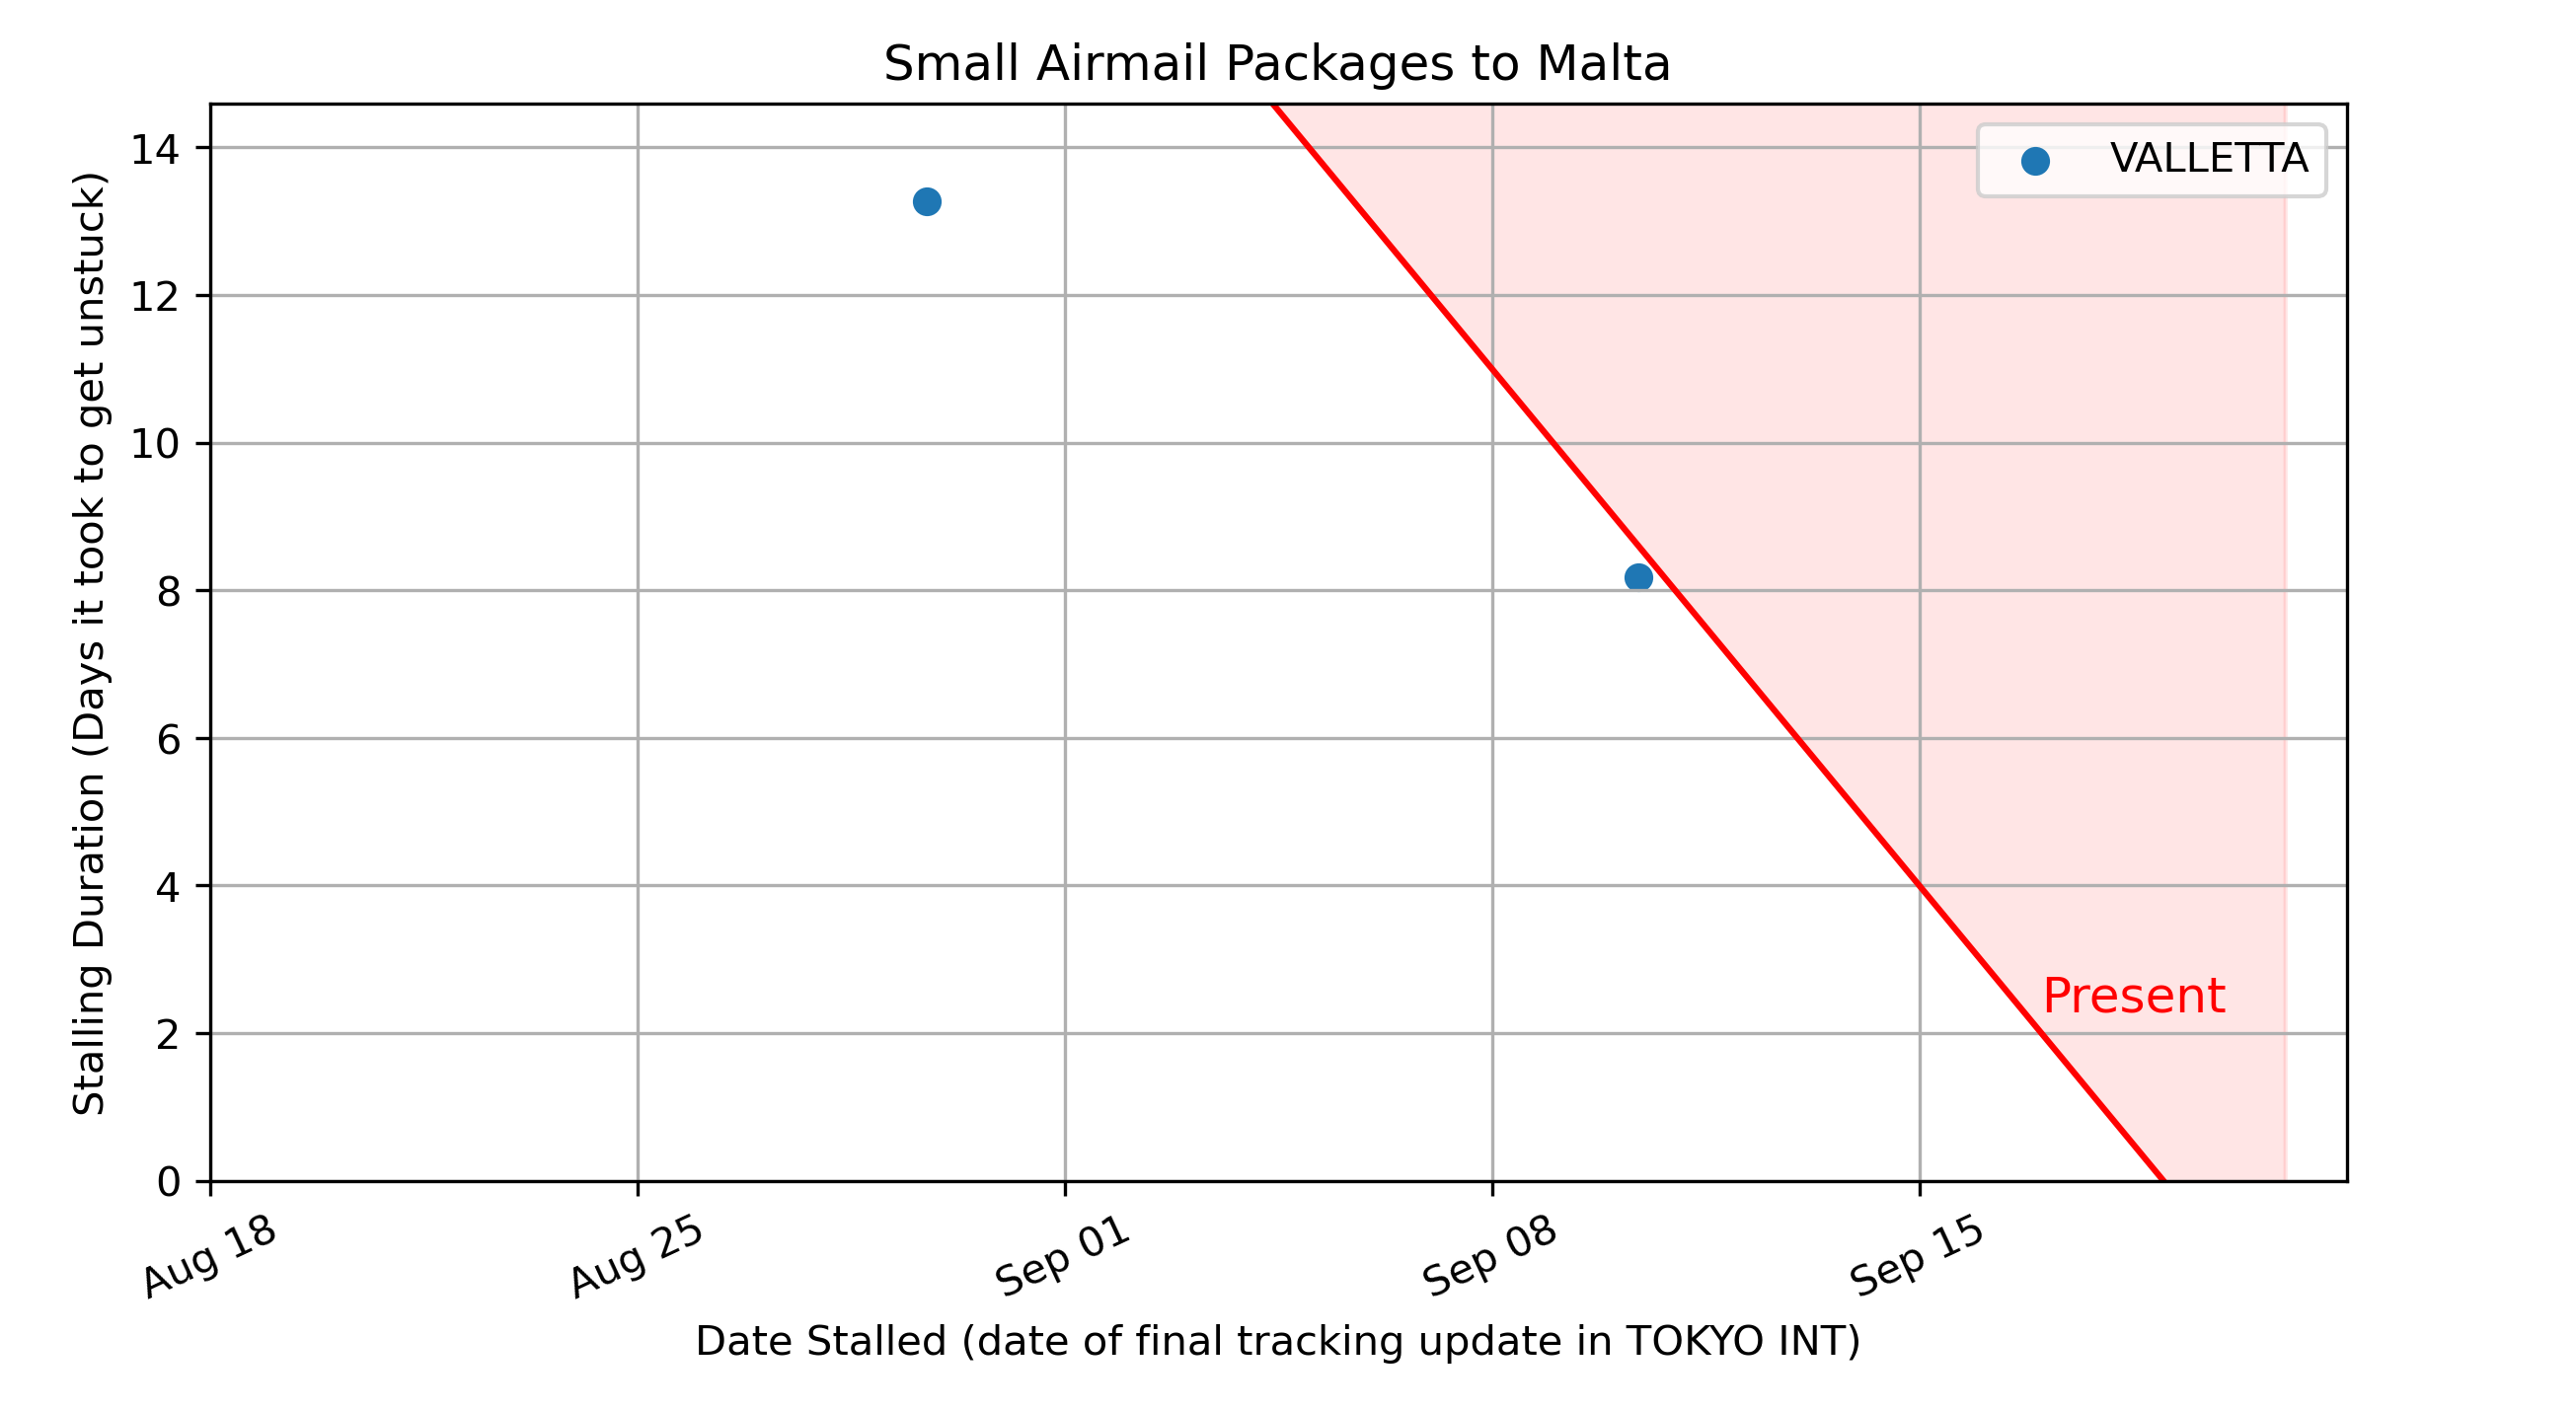 Small Airmail Packages to Malta
VALLETTA
Stalling Duration (Days it took to get unstuck)
14
12
10
8
6
4
2
0
Present
Aug 18
Aug 25
Sep 01
Sep 08
Sep 15
Date Stalled (date of final tracking update in TOKYO INT)